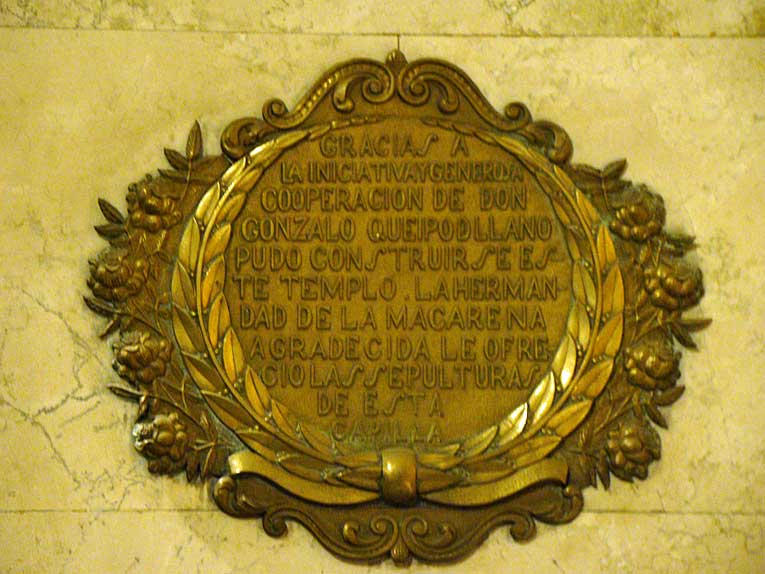 GRACIAS A
LA INICIATIVA Y GENEROSA
COOPERACION DE DON
GONZALO QUEIPO D LLANO
PUDO CONSTRUIRSE ES-
TE TEMPLO. LA HERMAN-
DAD DE LA MACARENA
AGRADECIDA LE OFRE-
CIO LAS SEPULTURAS
DE ESTA
CAPILLA